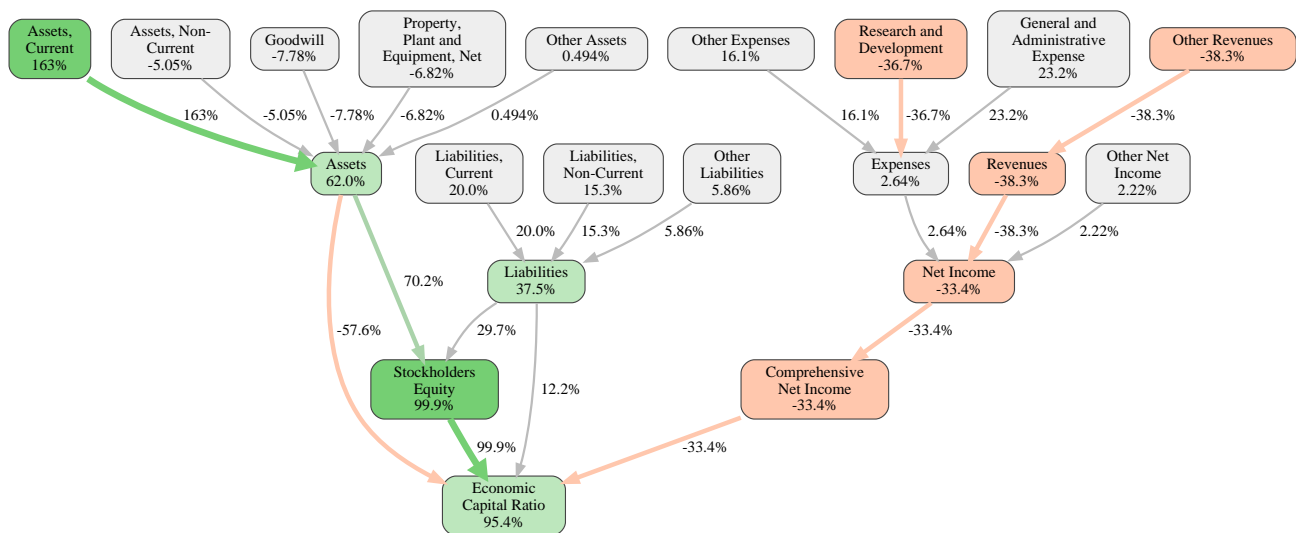 Assets,
Current
163%
Assets, Non-
Current
-5.05%
Goodwill
-7.78%
Property,
Plant and
Equipment, Net
-6.82%
Other Assets
0.494%
Other Expenses
16.1%
Research and
Development
-36.7%
General and
Administrative
Expense
23.2%
Other Revenues
-38.3%
163%
-5.05%
-7.78%
-6.82%
0.494%
16.1%
-36.7%
23.2%
-38.3%
Assets
62.0%
Liabilities,
Current
20.0%
Liabilities,
Non-Current
15.3%
Other
Liabilities
5.86%
Expenses
2.64%
Revenues
-38.3%
Other Net
Income
2.22%
20.0%
15.3%
5.86%
2.64%
-38.3%
2.22%
70.2%
Liabilities
37.5%
Net Income
-33.4%
-57.6%
29.7%
-33.4%
Stockholders
Equity
99.9%
12.2%
Comprehensive
Net Income
-33.4%
99.9%
-33.4%
Economic
Capital Ratio
95.4%